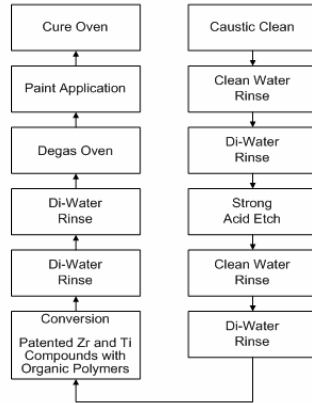 Cure Oven
Paint Application
Degas Oven
Di-Water
Rinse
Di-Water
Rinse
Conversion
Patented Zr and Ti
Compounds with
Organic Polymers
Caustic Clean
Clean Water
Rinse
Di-Water
Rinse
Strong
Acid Etch
Clean Water
Rinse
Di-Water
Rinse